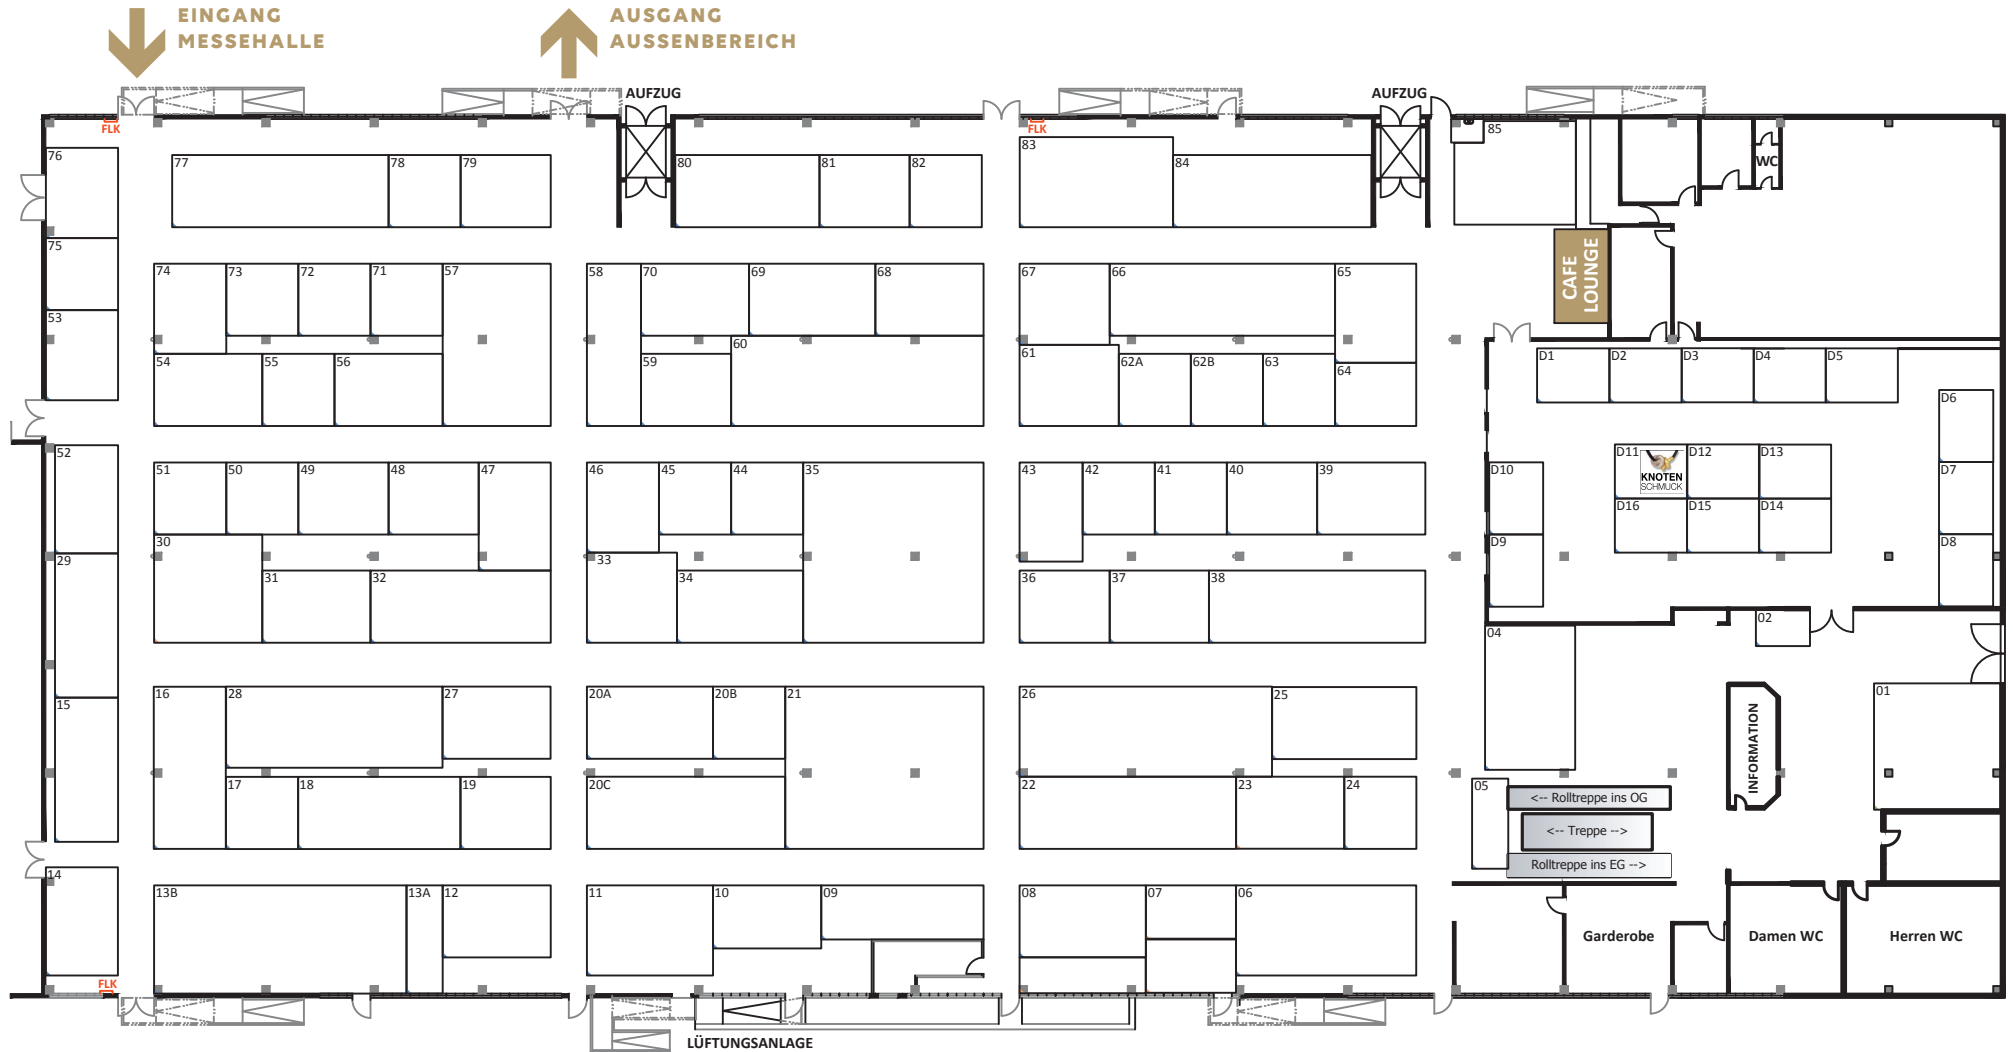 EINGANG
MESSEHALLE
AUSGANG
AUSSENBEREICH
AUFZUG
AUFZUG
FLK
FLK
76
77
78
79
80
81
82
83
84
85
WC
75
74
73
72
71
57
58
70
69
68
67
66
65
CAFE
LOUNGE
53
54
55
56
59
60
61
62A
62B
63
64
D1
D2
D3
D4
D5
D6
52
51
50
49
48
47
46
45
44
35
43
42
41
40
39
D10
D11
KNOTEN
SCHMUCK
D12
D13
D7
D16
D15
D14
29
30
31
32
33
34
36
37
38
D9
D8
04
02
15
16
28
27
20A
20B
21
26
25
01
INFORMATION
17
18
19
20C
22
23
24
05
<-- Rolltreppe ins OG
<-- Treppe -->
Rolltreppe ins EG -->
14
13B
13A
12
11
10
09
08
07
06
Garderobe
Damen WC
Herren WC
FLK
LÜFTUNGSANLAGE